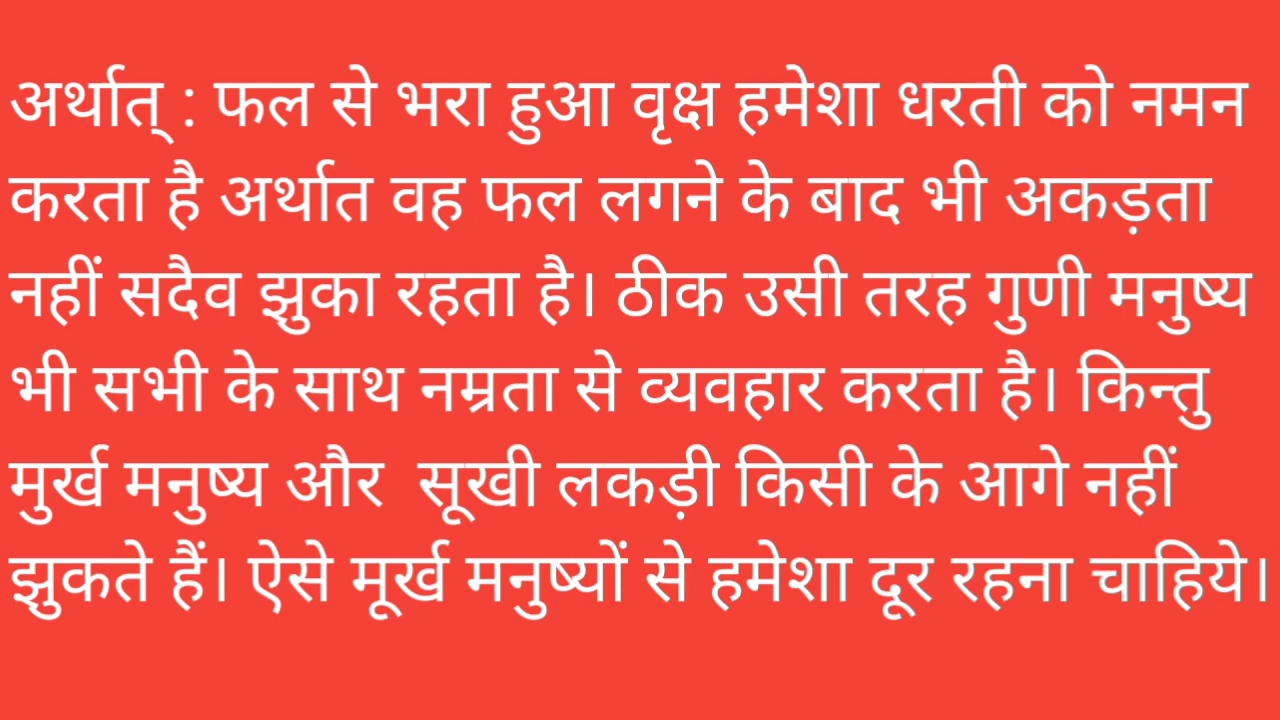 अर्थात् : फल से भरा हुआ वृक्ष हमेशा धरती को नमन
करता है अर्थात वह फल लगने के बाद भी अकड़ता
नहीं सदैव झुका रहता है। ठीक उसी तरह गुणी मनुष्य
भी सभी के साथ नम्रता से व्यवहार करता है। किन्तु
मुर्ख मनुष्य और  सूखी लकड़ी किसी के आगे नहीं
झुकते हैं। ऐसे मूर्ख मनुष्यों से हमेशा दूर रहना चाहिये।